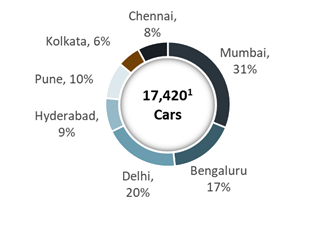 Chennai,
8%
Kolkata, 6%
Mumbai,
31%
Pune, 10%
17,420¹
Cars
Hyderabad,
9%
Delhi,
20%
Bengaluru
17%